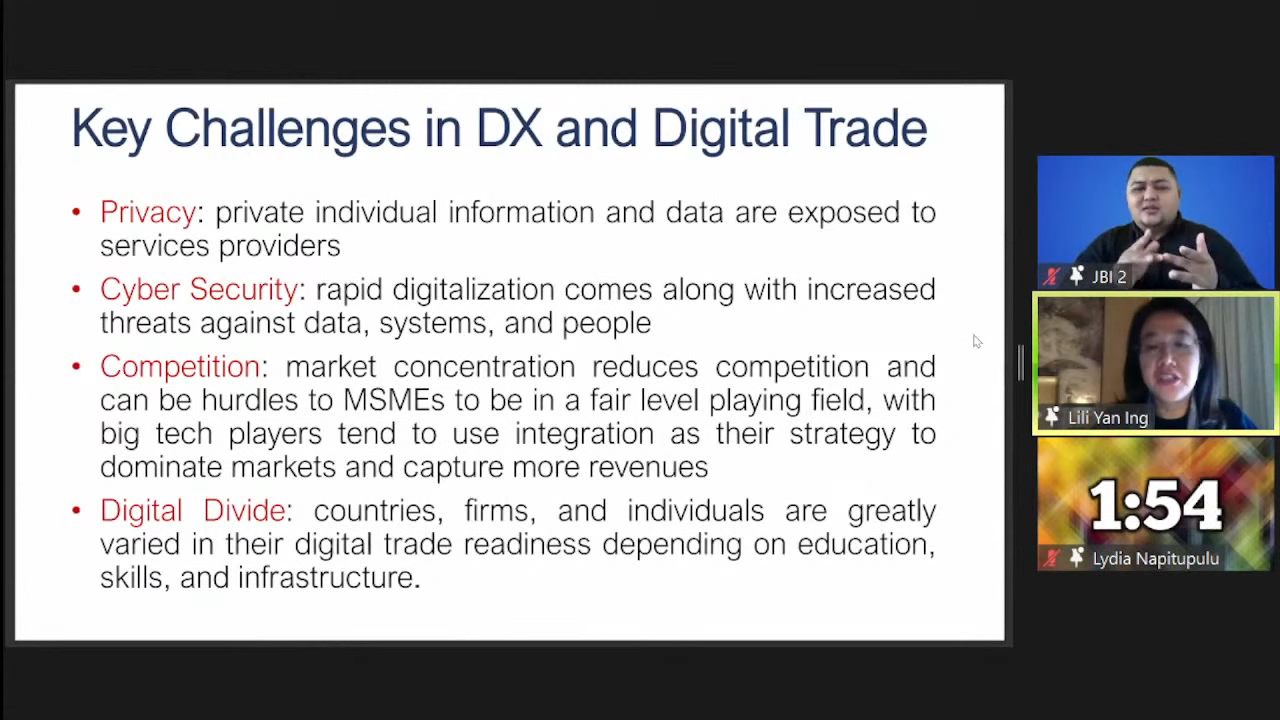 Key Challenges in DX and Digital Trade
• Privacy: private individual information and data are exposed to
services providers
• Cyber Security: rapid digitalization comes along with increased
threats against data, systems, and people
• Competition: market concentration reduces competition and
can be hurdles to MSMEs to be in a fair level playing field, with
big tech players tend to use integration as their strategy to
dominate markets and capture more revenues
• Digital Divide: countries, firms, and individuals are greatly
varied in their digital trade readiness depending on education,
skills, and infrastructure.
JBI 2
Lili Yan Ing
1:54
Lydia Napitupulu